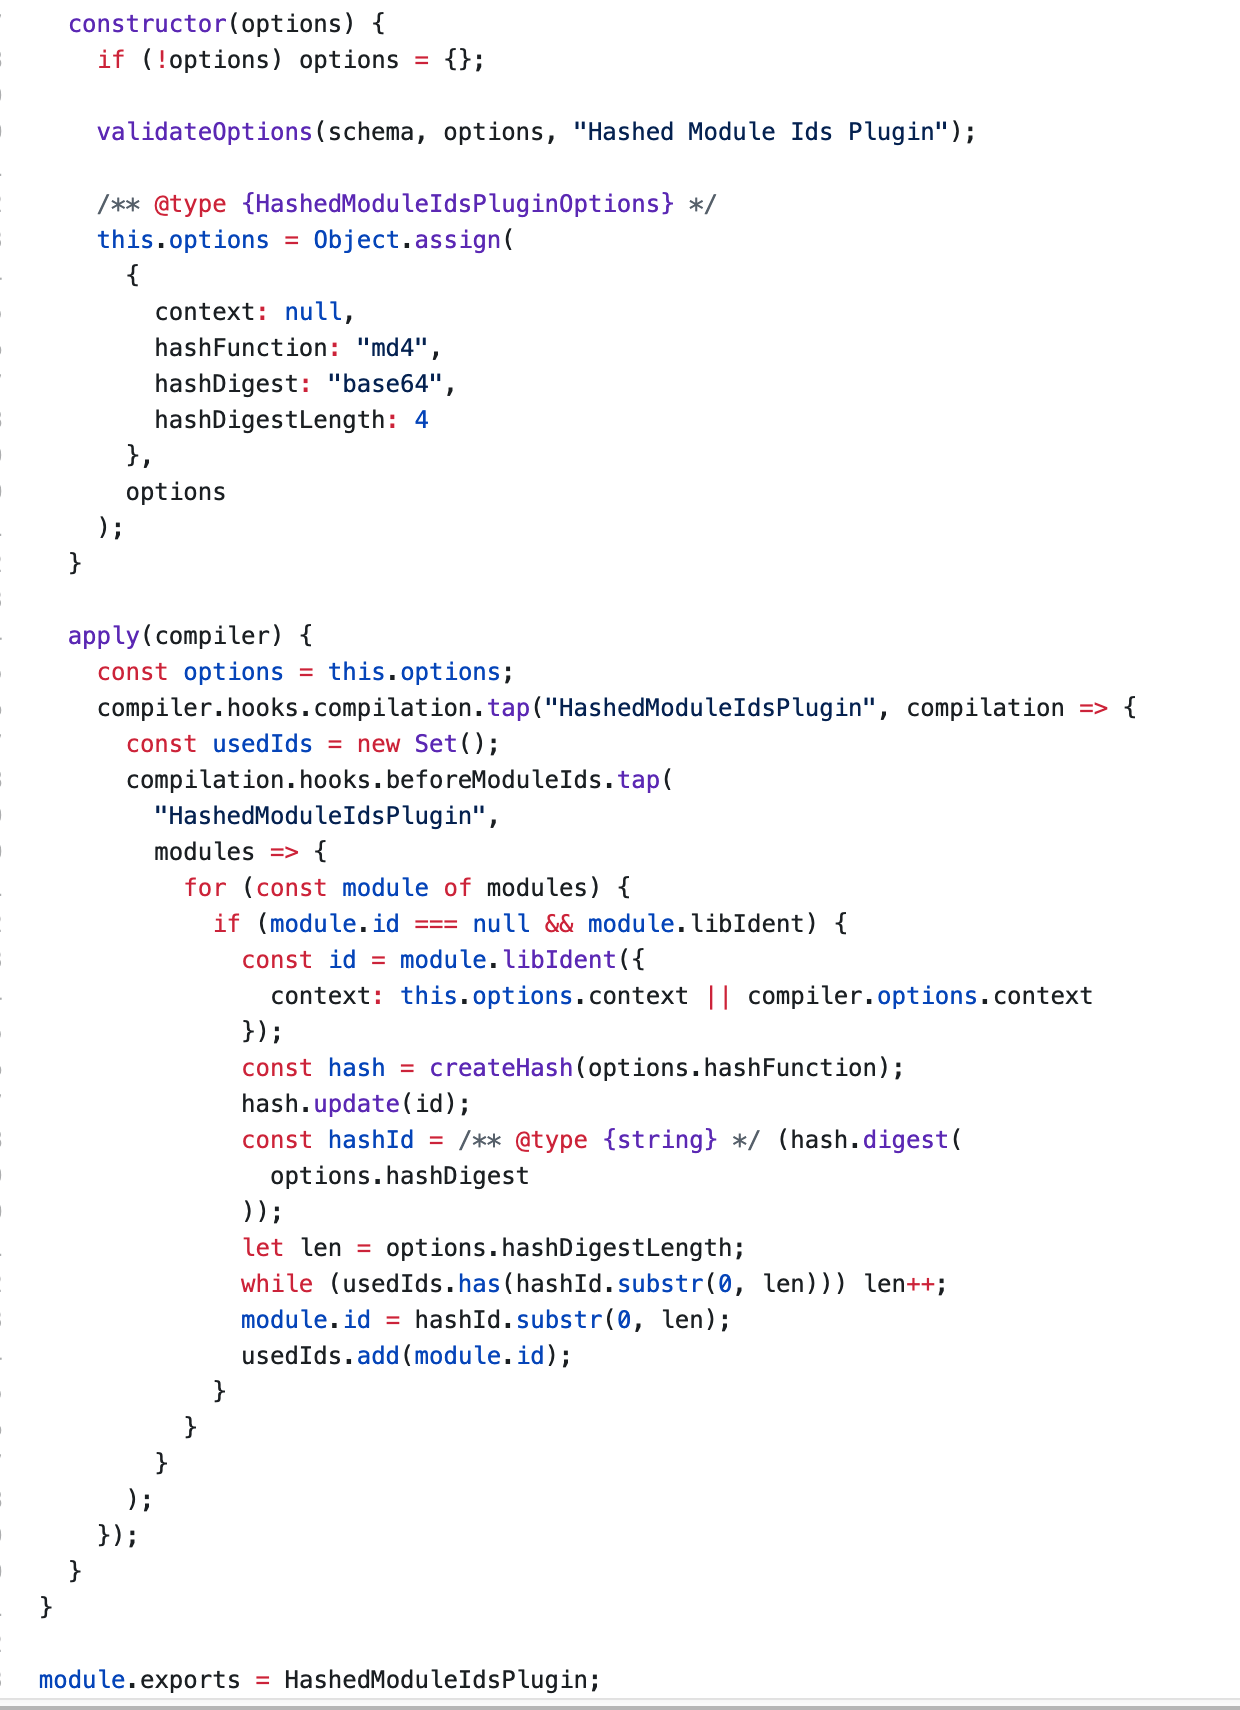 constructor(options) {
if (!options) options = {};
validateOptions(schema, options, "Hashed Module Ids Plugin");
/** @type {HashedModuleIdsPluginOptions} */
this.options = Object.assign(
{
context: null,
hashFunction: "md4",
hashDigest: "base64",
hashDigestLength: 4
},
options
);
}
apply(compiler) {
const options = this.options;
compiler.hooks.compilation.tap("HashedModuleIdsPlugin", compilation => {
const usedIds = new Set();
compilation.hooks.beforeModuleIds.tap(
"HashedModuleIdsPlugin",
modules => {
for (const module of modules) {
if (module.id === null && module.libIdent) {
const id = module.libIdent({
context: this.options.context || compiler.options.context
});
const hash = createHash(options.hashFunction);
hash.update(id);
const hashId = /** @type {string} */ (hash.digest(
options.hashDigest
));
let len = options.hashDigestLength;
while (usedIds.has(hashId.substr(0, len))) len++;
module.id = hashId.substr(0, len);
usedIds.add(module.id);
}
}
}
);
});
}
}
module.exports = HashedModuleIdsPlugin;